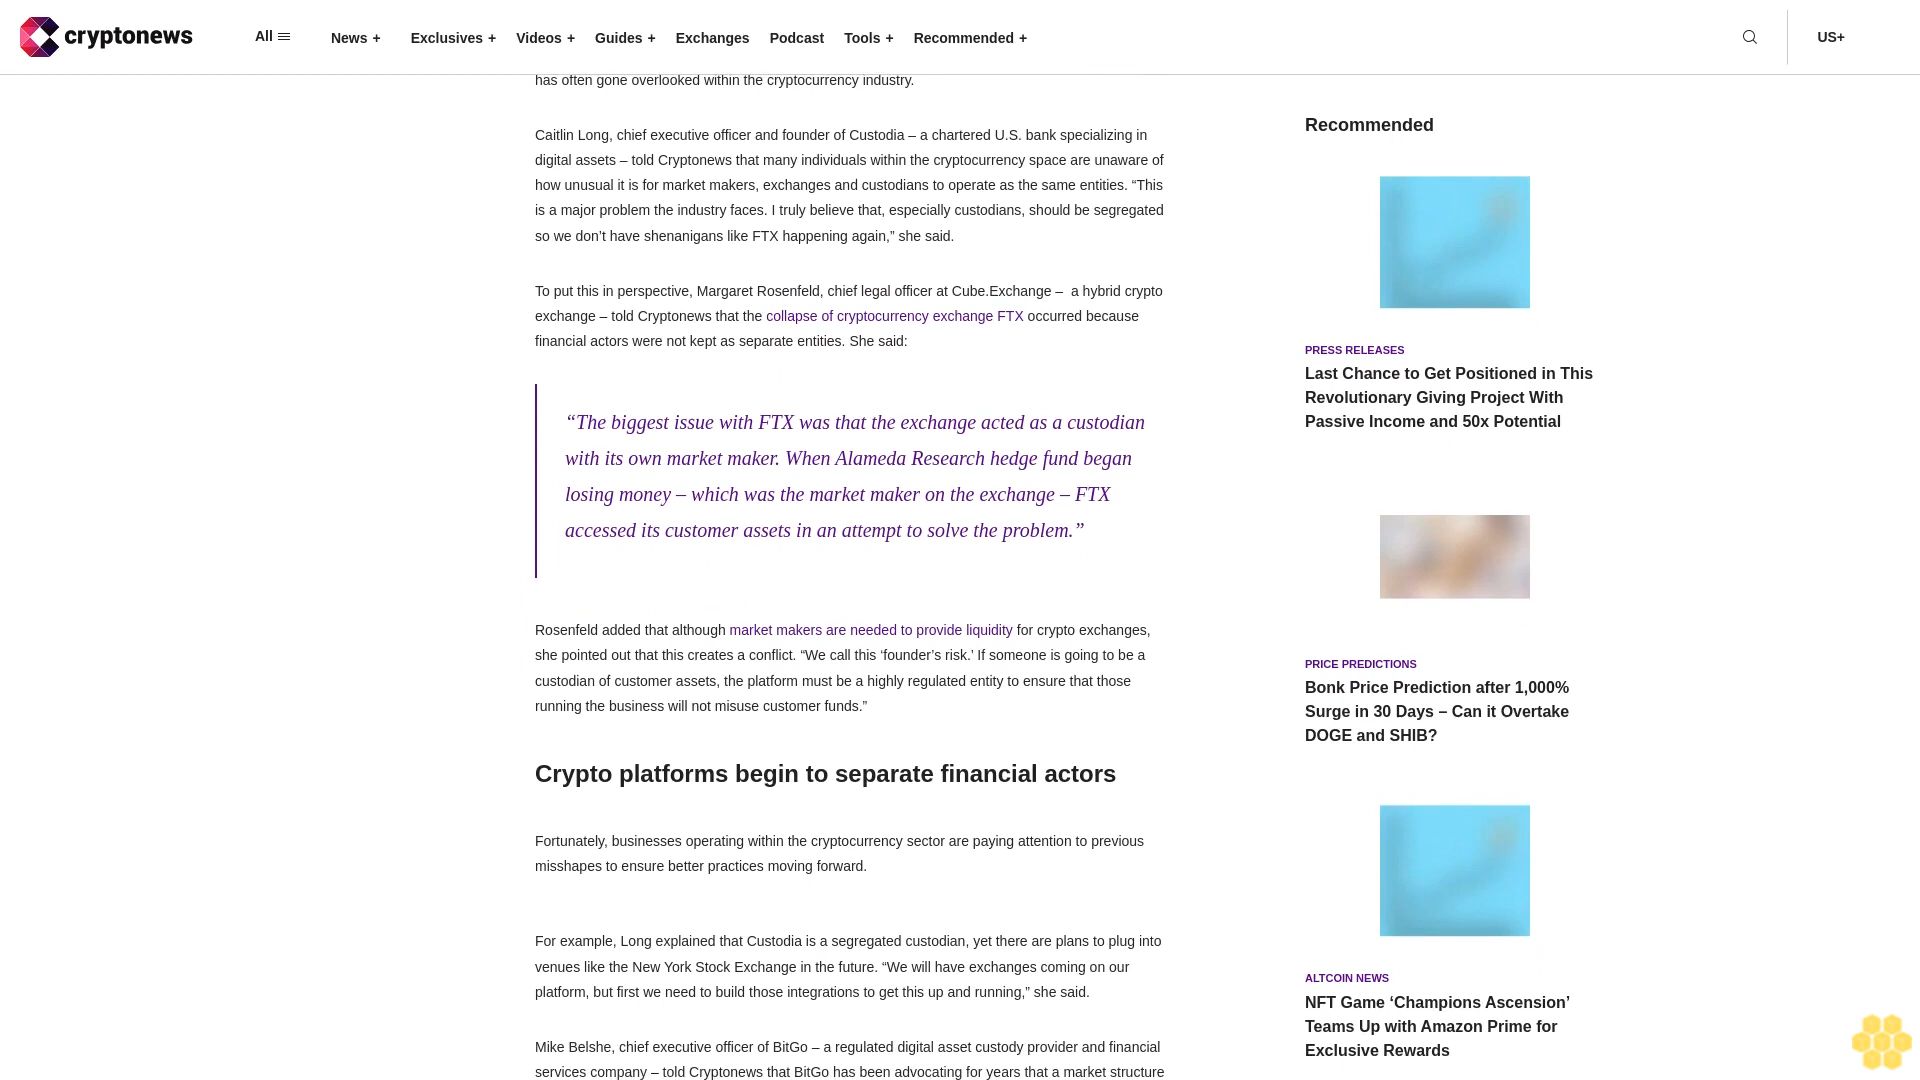 cryptonews
All
News +
Exclusives +
Videos +
Guides +
Exchanges
Podcast
Tools +
Recommended +
US+
has often gone overlooked within the cryptocurrency industry.
Caitlin Long, chief executive officer and founder of Custodia – a chartered U.S. bank specializing in
digital assets – told Cryptonews that many individuals within the cryptocurrency space are unaware of
how unusual it is for market makers, exchanges and custodians to operate as the same entities. “This
is a major problem the industry faces. I truly believe that, especially custodians, should be segregated
so we don’t have shenanigans like FTX happening again,” she said.
To put this in perspective, Margaret Rosenfeld, chief legal officer at Cube.Exchange – a hybrid crypto
exchange – told Cryptonews that the collapse of cryptocurrency exchange FTX occurred because
financial actors were not kept as separate entities. She said:
“The biggest issue with FTX was that the exchange acted as a custodian
with its own market maker. When Alameda Research hedge fund began
losing money – which was the market maker on the exchange – FTX
accessed its customer assets in an attempt to solve the problem.”
Rosenfeld added that although market makers are needed to provide liquidity for crypto exchanges,
she pointed out that this creates a conflict. “We call this ‘founder’s risk.’ If someone is going to be a
custodian of customer assets, the platform must be a highly regulated entity to ensure that those
running the business will not misuse customer funds.”
Crypto platforms begin to separate financial actors
Fortunately, businesses operating within the cryptocurrency sector are paying attention to previous
misshapes to ensure better practices moving forward.
For example, Long explained that Custodia is a segregated custodian, yet there are plans to plug into
venues like the New York Stock Exchange in the future. “We will have exchanges coming on our
platform, but first we need to build those integrations to get this up and running,” she said.
Mike Belshe, chief executive officer of BitGo – a regulated digital asset custody provider and financial
services company – told Cryptonews that BitGo has been advocating for years that a market structure
Recommended
PRESS RELEASES
Last Chance to Get Positioned in This
Revolutionary Giving Project With
Passive Income and 50x Potential
PRICE PREDICTIONS
Bonk Price Prediction after 1,000%
Surge in 30 Days – Can it Overtake
DOGE and SHIB?
ALTCOIN NEWS
NFT Game ‘Champions Ascension’
Teams Up with Amazon Prime for
Exclusive Rewards